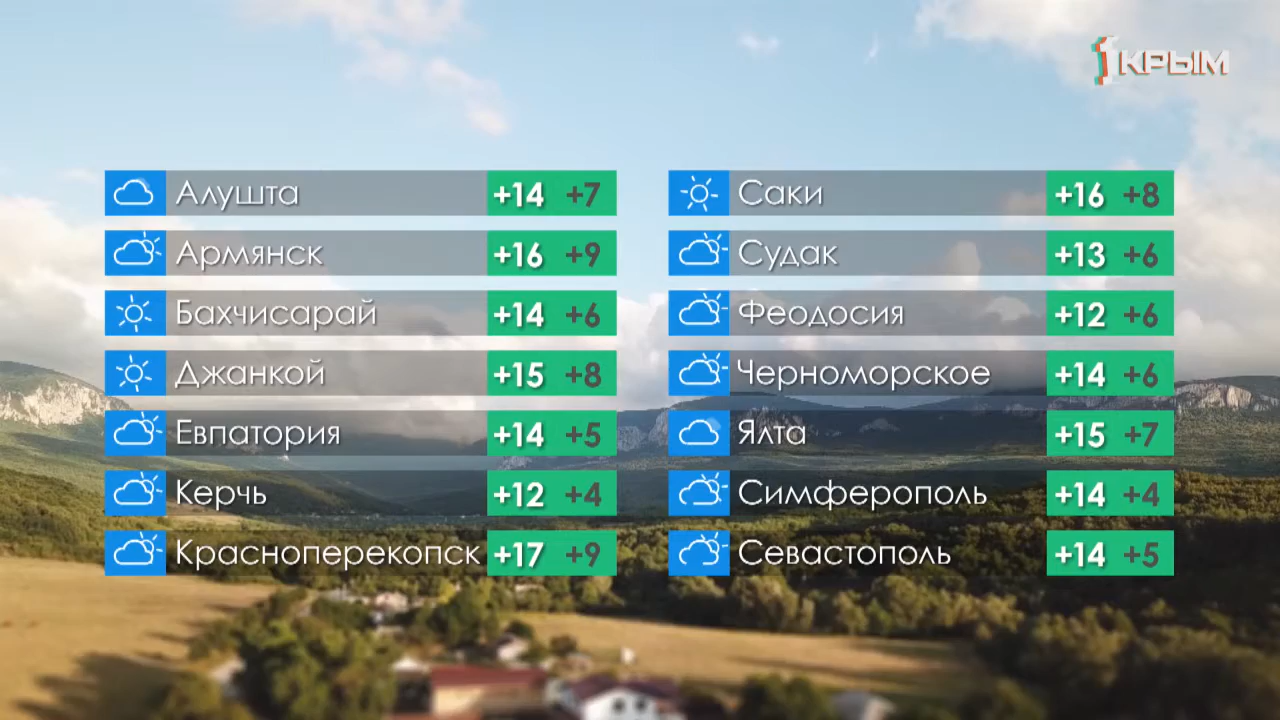 1 КРЫМ
Алушта +14 +7
Армянск +16 +9
Бахчисарай +14 +6
Джанкой +15 +8
Евпатория +14 +5
Керчь +12 +4
Красноперекопск +17 +9
Саки +16 +8
Судак +13 +6
Феодосия +12 +6
Черноморское +14 +6
Ялта +15 +7
Симферополь +14 +4
Севастополь +14 +5